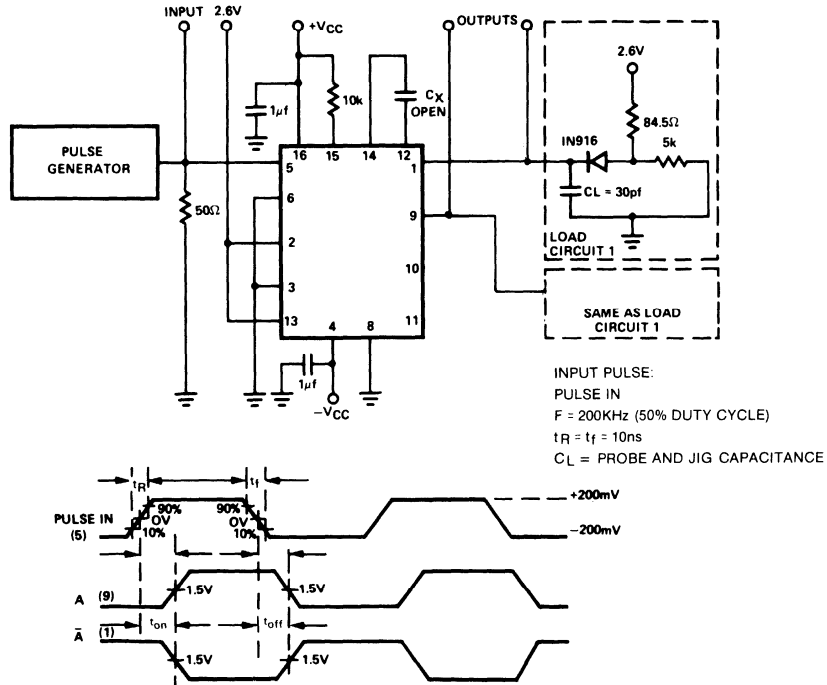 INPUT 2.6V
+VCC
OUTPUTS
2.6V
1μf
10k
CX
OPEN
84.5Ω
IN916
5k
PULSE
GENERATOR
16 15 14 12
5
1
6
CL = 30pf
50Ω
9
2
LOAD
CIRCUIT 1
10
3
13
4 8 11
SAME AS LOAD
CIRCUIT 1
1μf
-VCC
INPUT PULSE:
PULSE IN
F = 200KHz (50% DUTY CYCLE)
tR = tf = 10ns
CL = PROBE AND JIG CAPACITANCE
tR tf
+200mV
90% 90%
PULSE IN OV OV
(5) 10% 10%
-200mV
A (9) 1.5V 1.5V
ton toff
A̅ (1)
1.5V 1.5V